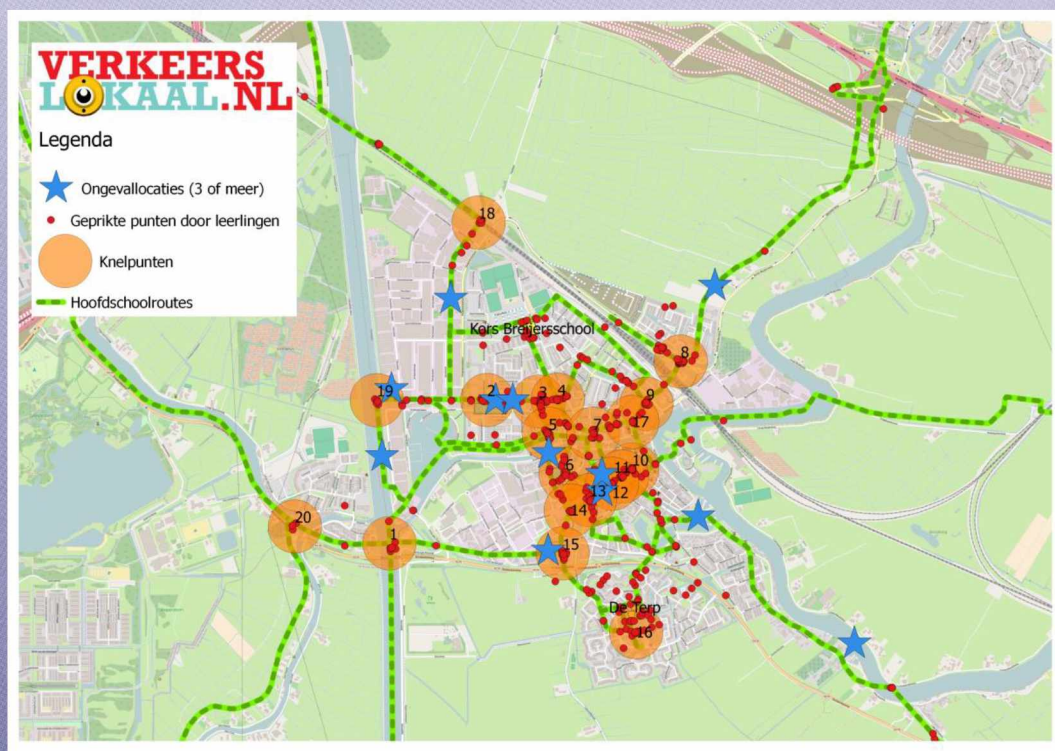 VERKEERS
LOKAAL.NL
Legenda
Ongevallocaties (3 of meer)
Geprikte punten door leerlingen
Knelpunten
Hoofdschoolroutes
18
Kors Breijersschool
8
19
2
3
4
9
5
7
17
6
10
11
13
12
14
20
1
15
De Terp
16